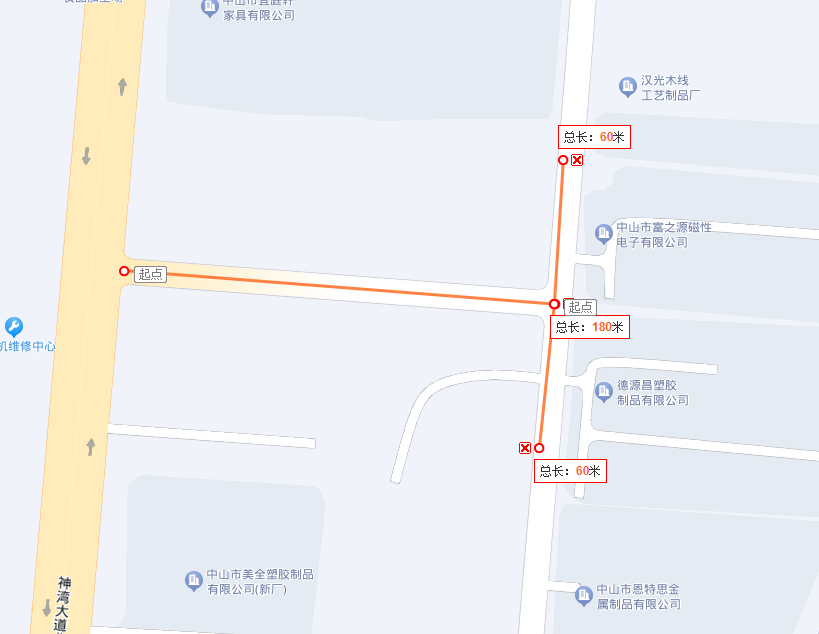 中山市宜庭轩
家具有限公司
汉光木线
工艺制品厂
总长：60米
中山市富之源磁性
电子有限公司
起点
起点
总长：180米
机维修中心
德源昌塑胶
制品有限公司
总长：60米
中山市美全塑胶制品
有限公司(新厂)
中山市恩特思金
属制品有限公司
神湾大道